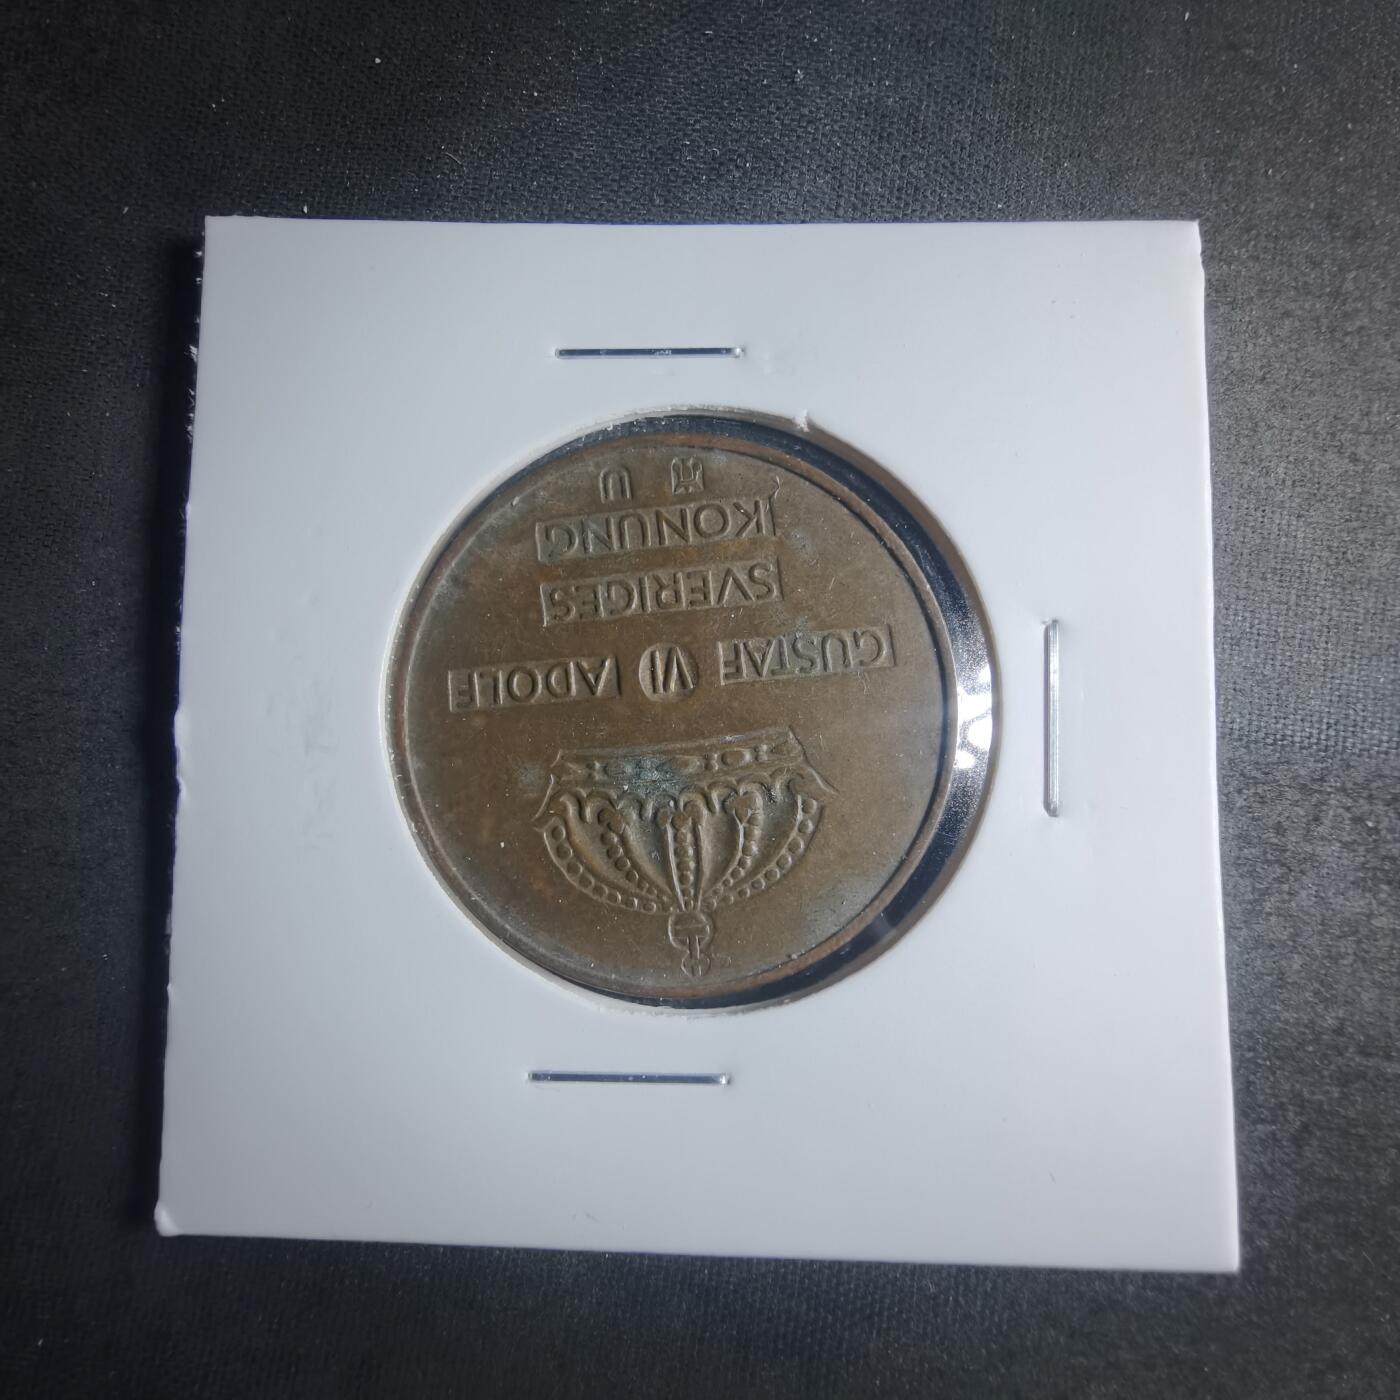 GUSTAF VI ADOLF
SVERIGES
KONUNG
U